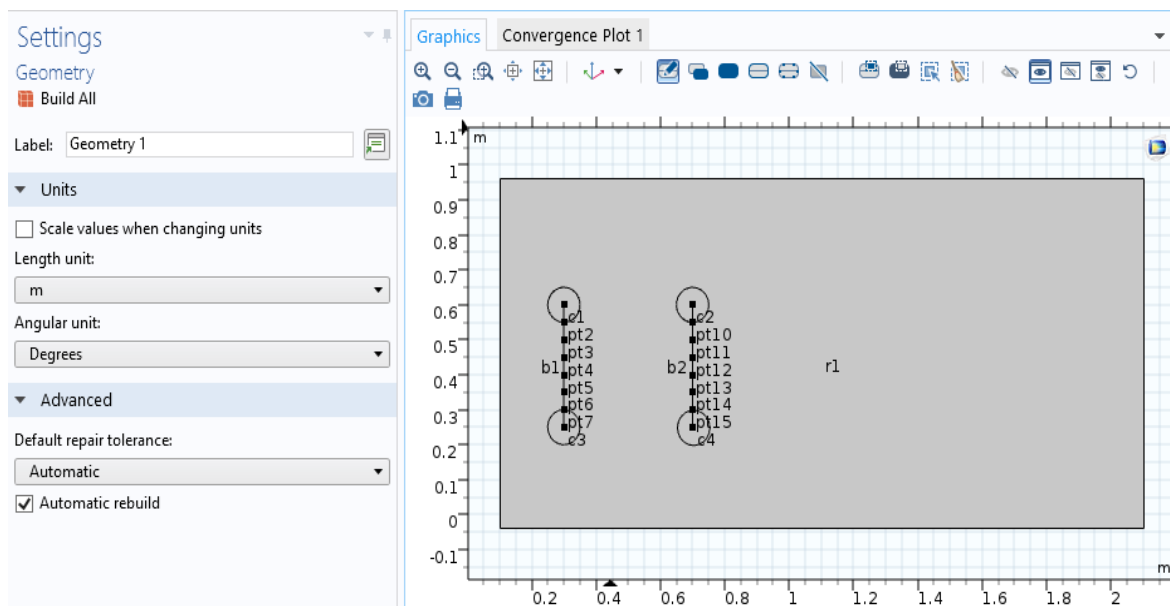 Settings
Geometry
Build All
Label: Geometry 1
Units
Scale values when changing units
Length unit:
m
Angular unit:
Degrees
Advanced
Default repair tolerance:
Automatic
Automatic rebuild
Graphics Convergence Plot 1
m
1.1
1
0.9
0.8
0.7
0.6
0.5
0.4
0.3
0.2
0.1
0
-0.1
c1 c2
pt2 pt10
pt3 pt11
b1 pt4 b2 pt12 r1
pt5 pt13
pt6 pt14
pt7 pt15
c3 c4
m
0.2 0.4 0.6 0.8 1 1.2 1.4 1.6 1.8 2